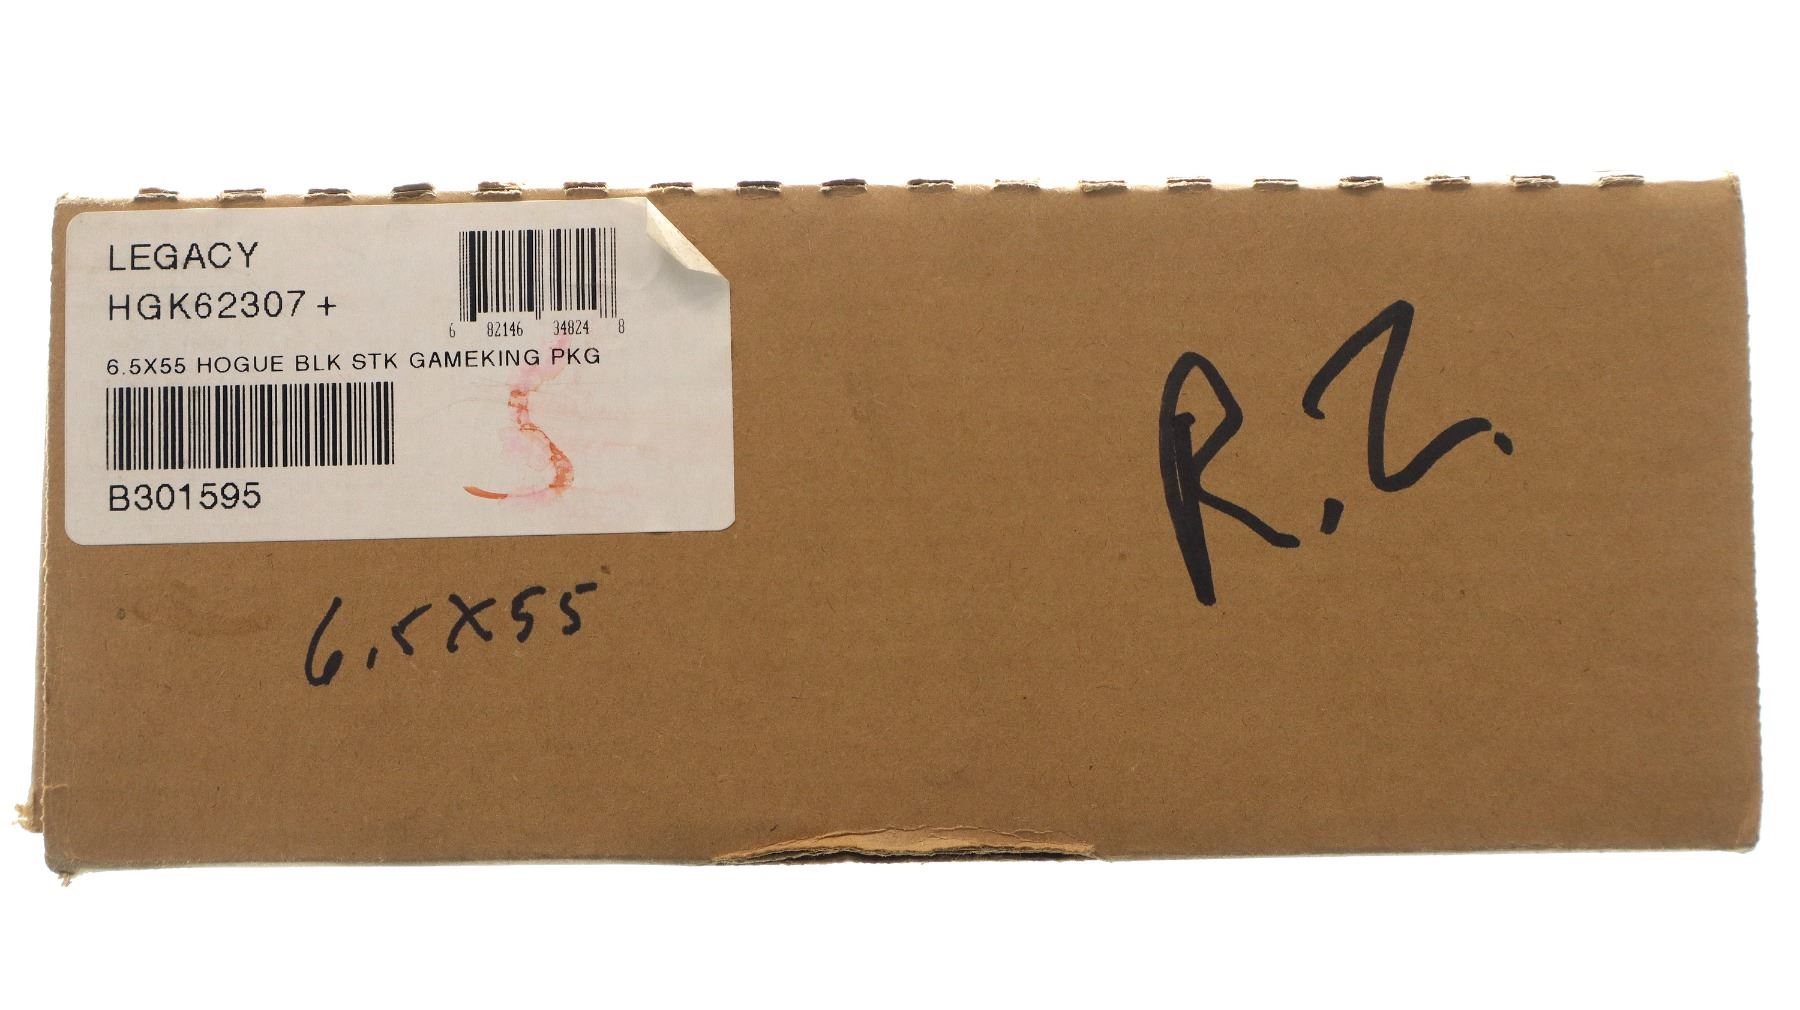 LEGACY
HGK62307+
6 82146 34824 8
6.5X55 HOGUE BLK STK GAMEKING PKG
B301595
6.5X55
R.Z.